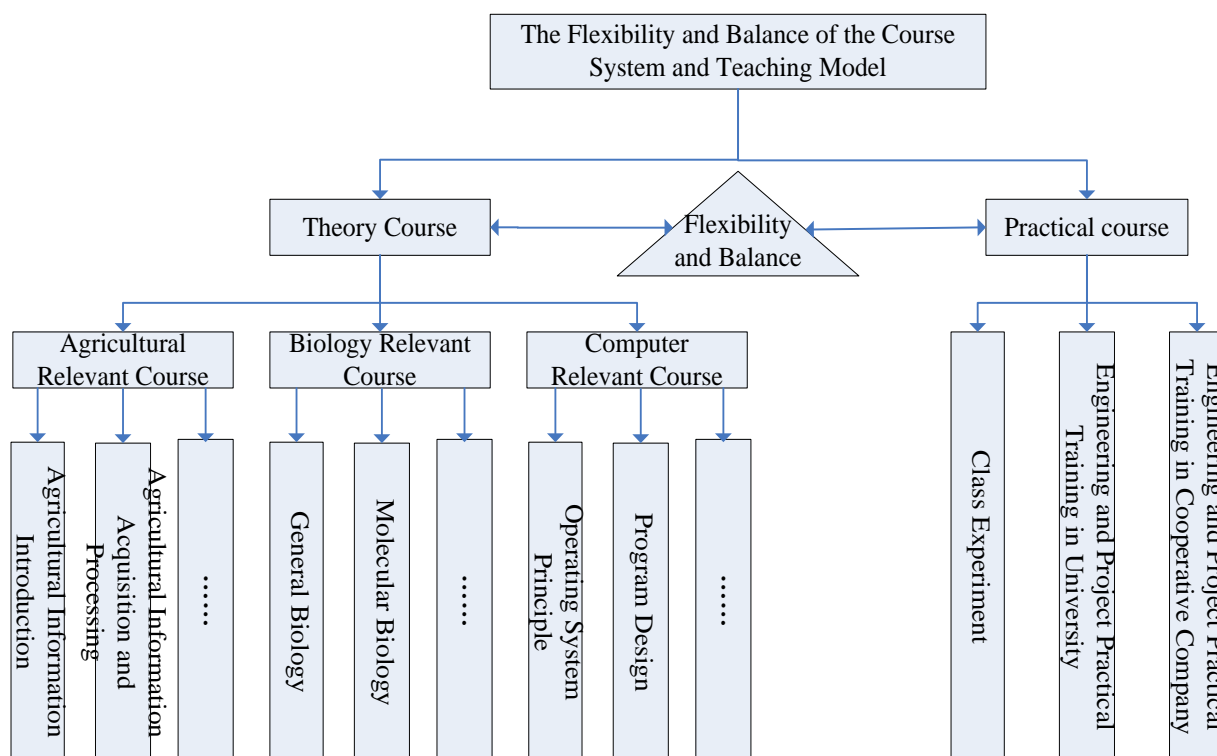 The Flexibility and Balance of the Course
System and Teaching Model
Theory Course
Flexibility
and Balance
Practical course
Agricultural
Relevant Course
Biology Relevant
Course
Computer
Relevant Course
Agricultural Information
Introduction
Agricultural Information
Acquisition and
Processing
......
General Biology
Molecular Biology
......
Operating System
Principle
Program Design
......
Class Experiment
Engineering and Project Practical
Training in University
Engineering and Project Practical
Training in Cooperative Company